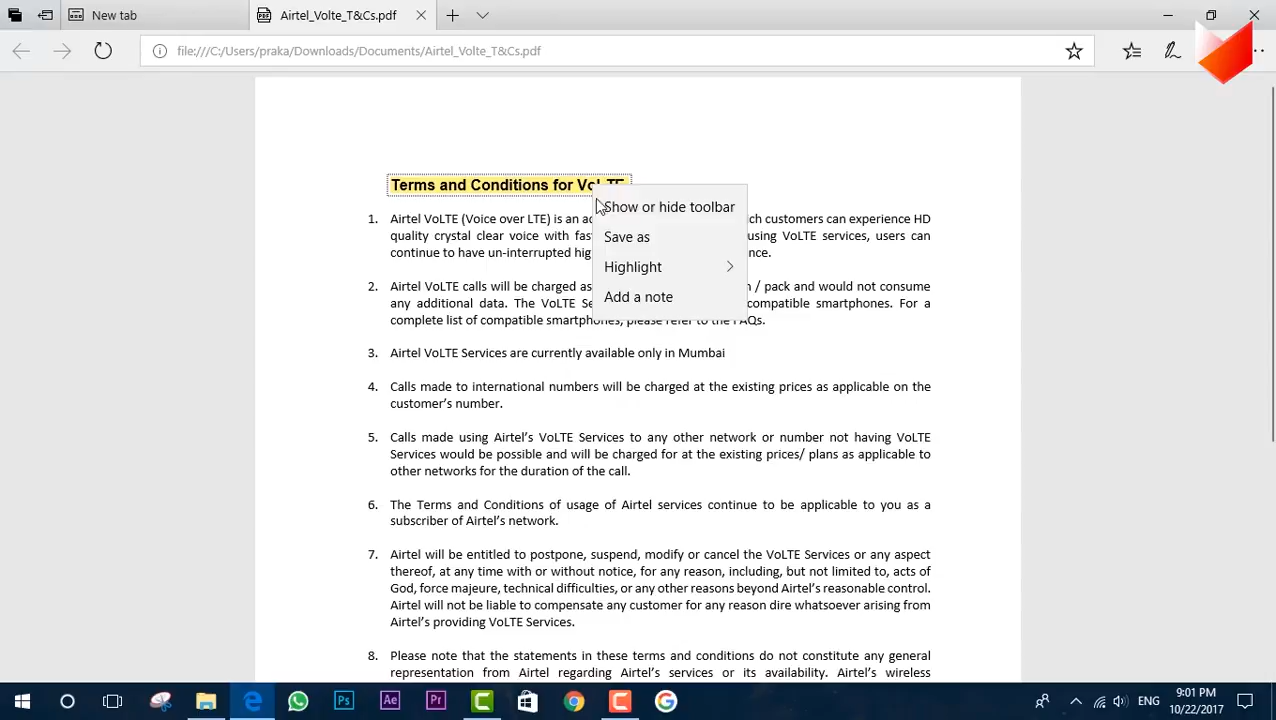 New tab
Airtel_Volte_T&Cs.pdf
file:///C:/Users/praka/Downloads/Documents/Airtel_Volte_T&Cs.pdf
Terms and Conditions for VoLTE
Show or hide toolbar
Save as
Highlight
Add a note
1. Airtel VoLTE (Voice over LTE) is an customers can experience HD
quality crystal clear voice with using VoLTE services, users can
continue to have un-interrupted
2. Airtel VoLTE calls will be charged as / pack and would not consume
any additional data. The VoLTE compatible smartphones. For a
complete list of compatible smartphones, please refer to the FAQs.
3. Airtel VoLTE Services are currently available only in Mumbai
4. Calls made to international numbers will be charged at the existing prices as applicable on the
customer's number.
5. Calls made using Airtel's VoLTE Services to any other network or number not having VoLTE
Services would be possible and will be charged for at the existing prices/ plans as applicable to
other networks for the duration of the call.
6. The Terms and Conditions of usage of Airtel services continue to be applicable to you as a
subscriber of Airtel's network.
7. Airtel will be entitled to postpone, suspend, modify or cancel the VoLTE Services or any aspect
thereof, at any time with or without notice, for any reason, including, but not limited to, acts of
God, force majeure, technical difficulties, or any other reasons beyond Airtel's reasonable control.
Airtel will not be liable to compensate any customer for any reason dire whatsoever arising from
Airtel's providing VoLTE Services.
8. Please note that the statements in these terms and conditions do not constitute any general
representation from Airtel regarding Airtel's services or its availability. Airtel's wireless
Ps
Ae
Pr
ENG
9:01 PM
10/22/2017